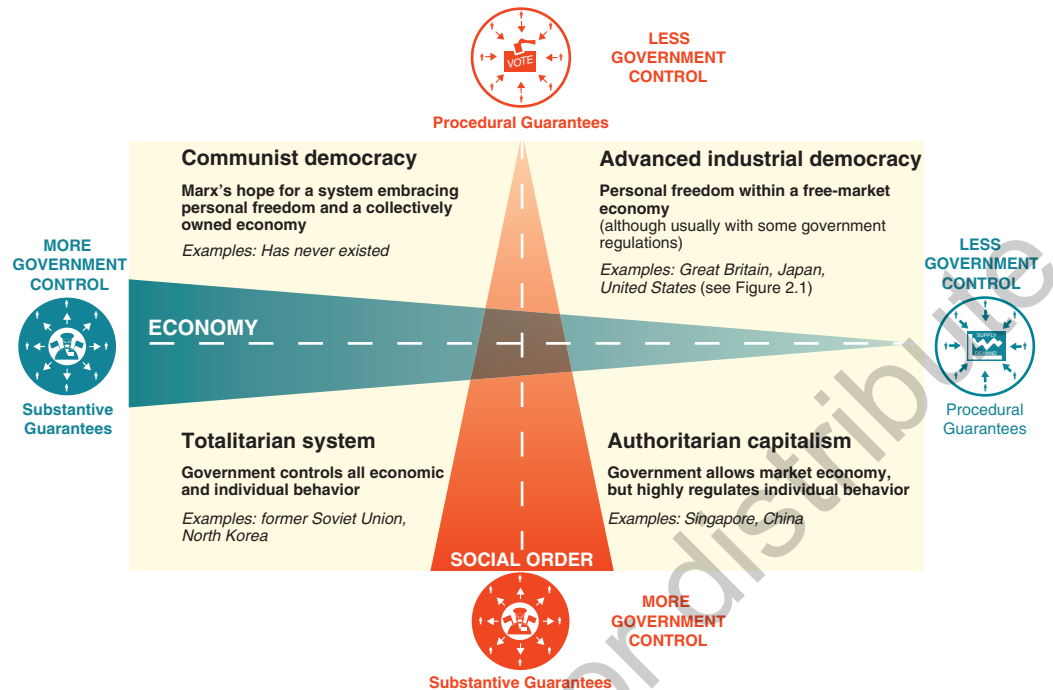 LESS
GOVERNMENT
CONTROL
VOTE
Procedural Guarantees
Communist democracy
Marx's hope for a system embracing
personal freedom and a collectively
owned economy
Examples: Has never existed
Advanced industrial democracy
Personal freedom within a free-market
economy
(although usually with some government
regulations)
Examples: Great Britain, Japan,
United States (see Figure 2.1)
MORE
GOVERNMENT
CONTROL
Substantive
Guarantees
ECONOMY
LESS
GOVERNMENT
CONTROL
SUPPLY
DEMAND
Procedural
Guarantees
Totalitarian system
Government controls all economic
and individual behavior
Examples: former Soviet Union,
North Korea
Authoritarian capitalism
Government allows market economy,
but highly regulates individual behavior
Examples: Singapore, China
SOCIAL ORDER
MORE
GOVERNMENT
CONTROL
Substantive Guarantees
or distribute